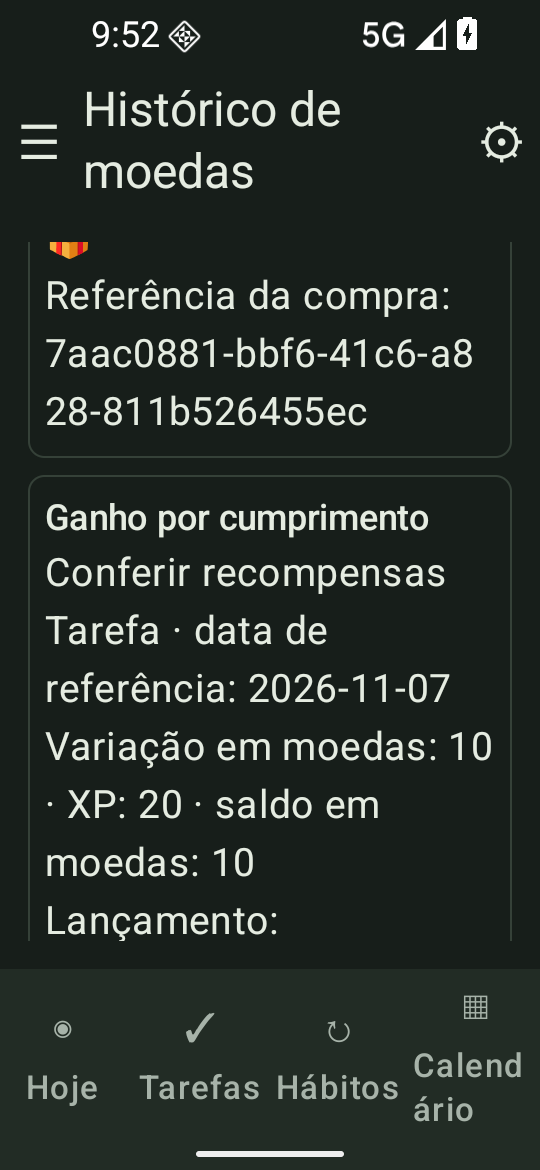 9:52
5G
Histórico de
moedas
Referência da compra:
7aac0881-bbf6-41c6-a8
28-811b526455ec
Ganho por cumprimento
Conferir recompensas
Tarefa · data de
referência: 2026-11-07
Variação em moedas: 10
· XP: 20 · saldo em
moedas: 10
Lançamento:
Hoje
Tarefas
Hábitos
Calend
ário